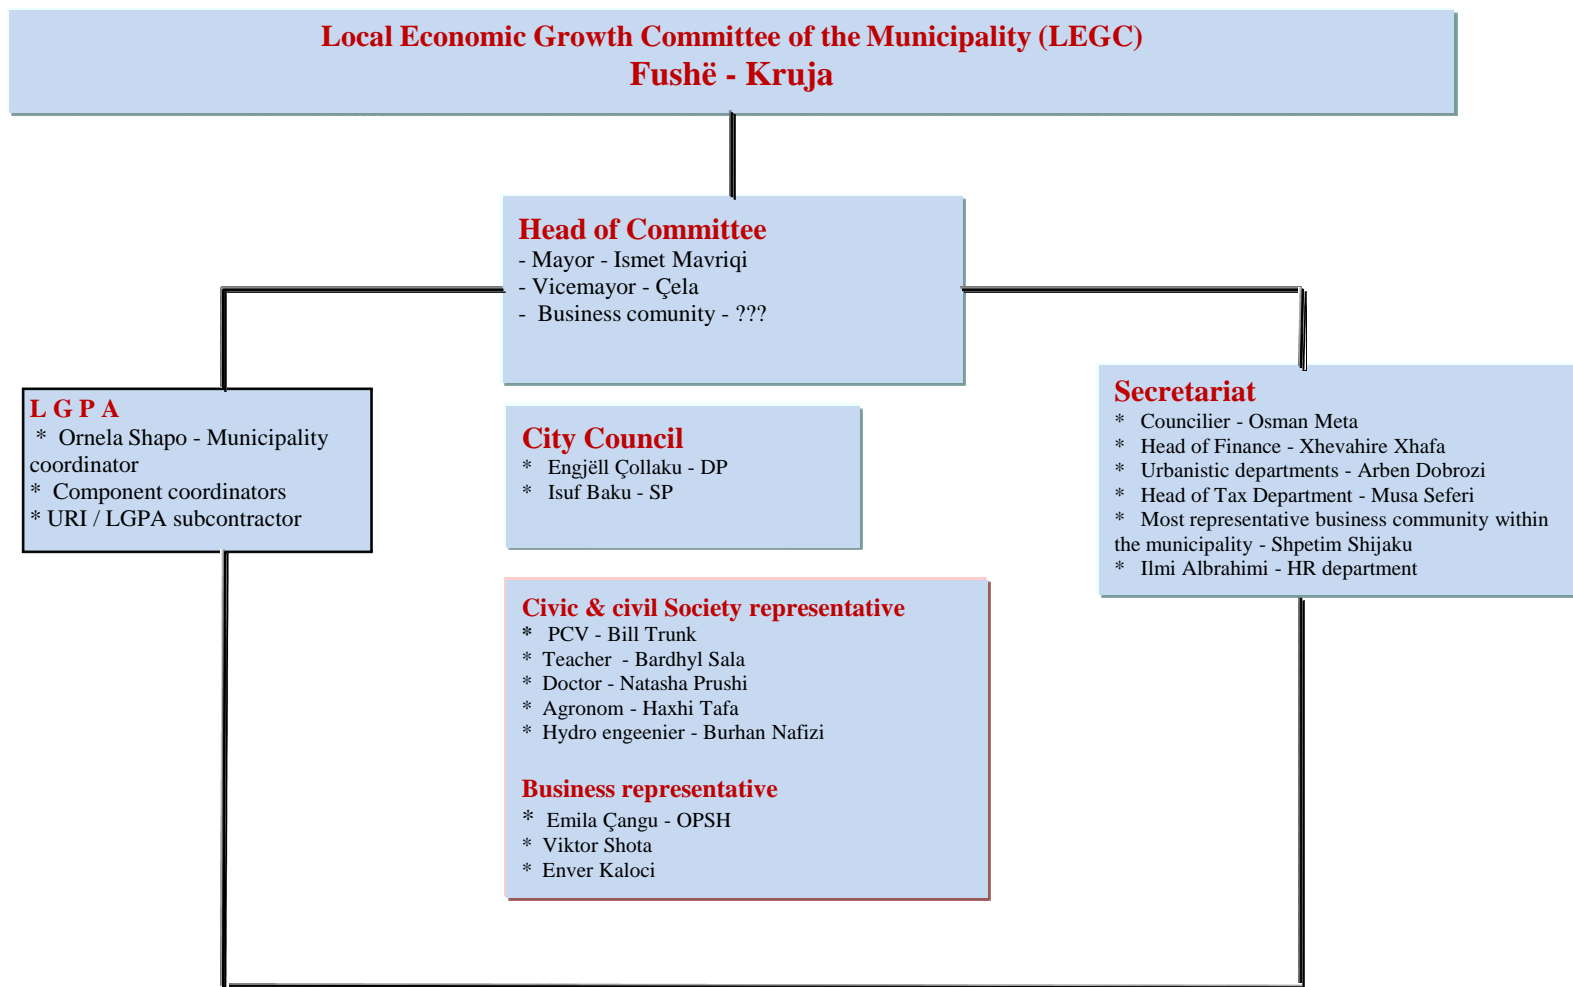 Local Economic Growth Committee of the Municipality (LEGC)
Fushë - Kruja
Head of Committee
- Mayor - Ismet Mavriqi
- Vicemayor - Çela
- Business comunity - ???
L G P A
* Ornela Shapo - Municipality
coordinator
* Component coordinators
* URI / LGPA subcontractor
City Council
* Engjëll Çollaku - DP
* Isuf Baku - SP
Secretariat
* Councilier - Osman Meta
* Head of Finance - Xhevahire Xhafa
* Urbanistic departments - Arben Dobrozi
* Head of Tax Department - Musa Seferi
* Most representative business community within
the municipality - Shpetim Shijaku
* Ilmi Albrahimi - HR department
Civic & civil Society representative
* PCV - Bill Trunk
* Teacher - Bardhyl Sala
* Doctor - Natasha Prushi
* Agronom - Haxhi Tafa
* Hydro engeenier - Burhan Nafizi
Business representative
* Emila Çangu - OPSH
* Viktor Shota
* Enver Kaloci